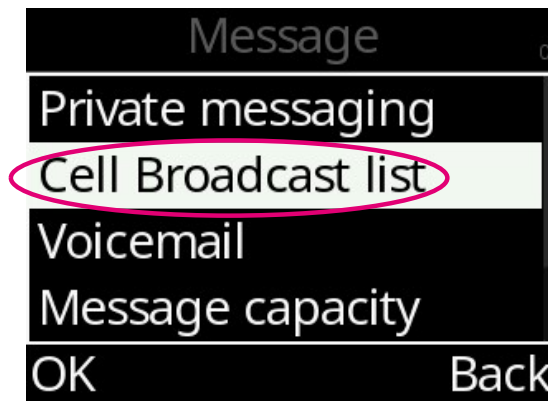 Message
Private messaging
Cell Broadcast list
Voicemail
Message capacity
OK Back